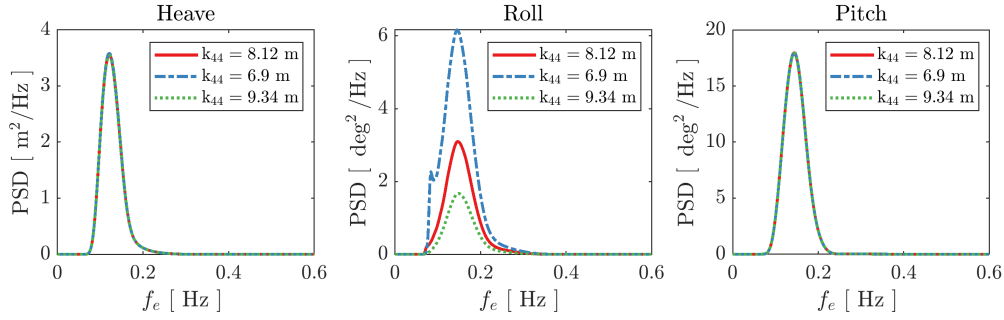 Heave
PSD [ m²/Hz]
4
3
2
1
0
k₄₄ = 8.12 m
k₄₄ = 6.9 m
k₄₄ = 9.34 m
0 0.2 0.4 0.6
fₑ [ Hz]
Roll
PSD [ deg²/Hz]
6
4
2
0
k₄₄ = 8.12 m
k₄₄ = 6.9 m
k₄₄ = 9.34 m
0 0.2 0.4 0.6
fₑ [ Hz]
Pitch
PSD [ deg²/Hz]
20
15
10
5
0
k₄₄ = 8.12 m
k₄₄ = 6.9 m
k₄₄ = 9.34 m
0 0.2 0.4 0.6
fₑ [ Hz]